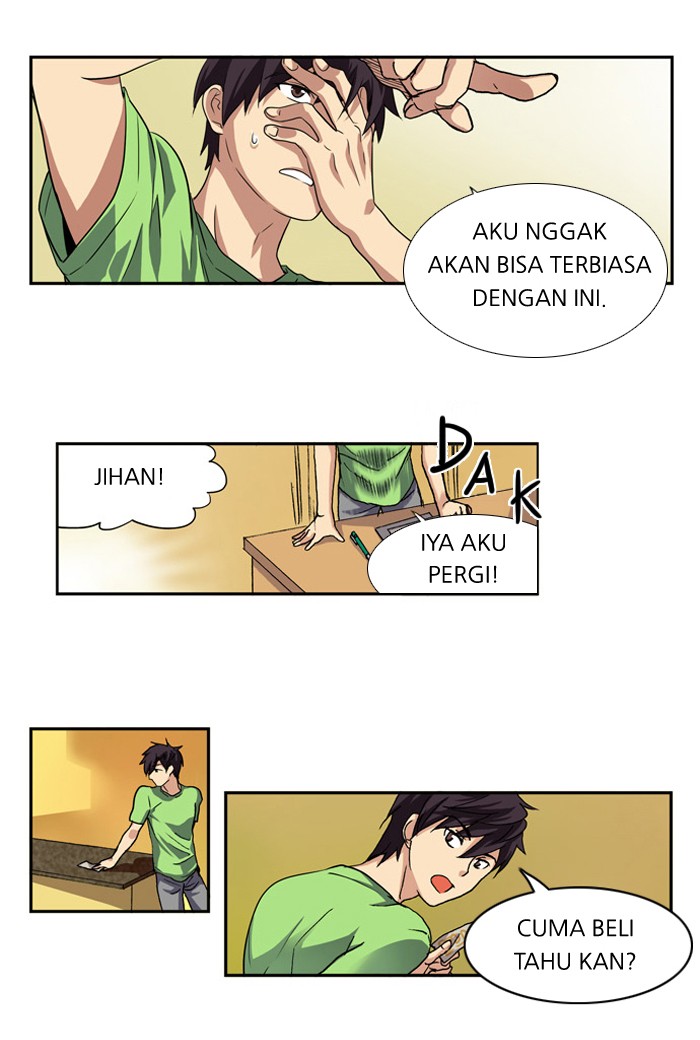 AKU NGGAK
AKAN BISA TERBIASA
DENGAN INI.
JIHAN!
DAK
IYA AKU
PERGI!
CUMA BELI
TAHU KAN?